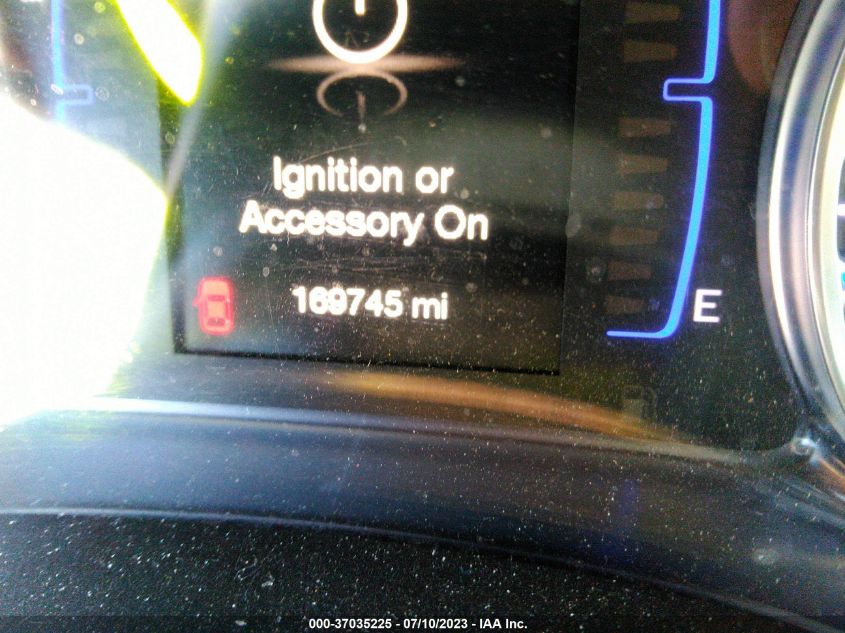 Ignition or
Accessory On
169745 mi
E
000-37035225 - 07/10/2023 - IAA Inc.